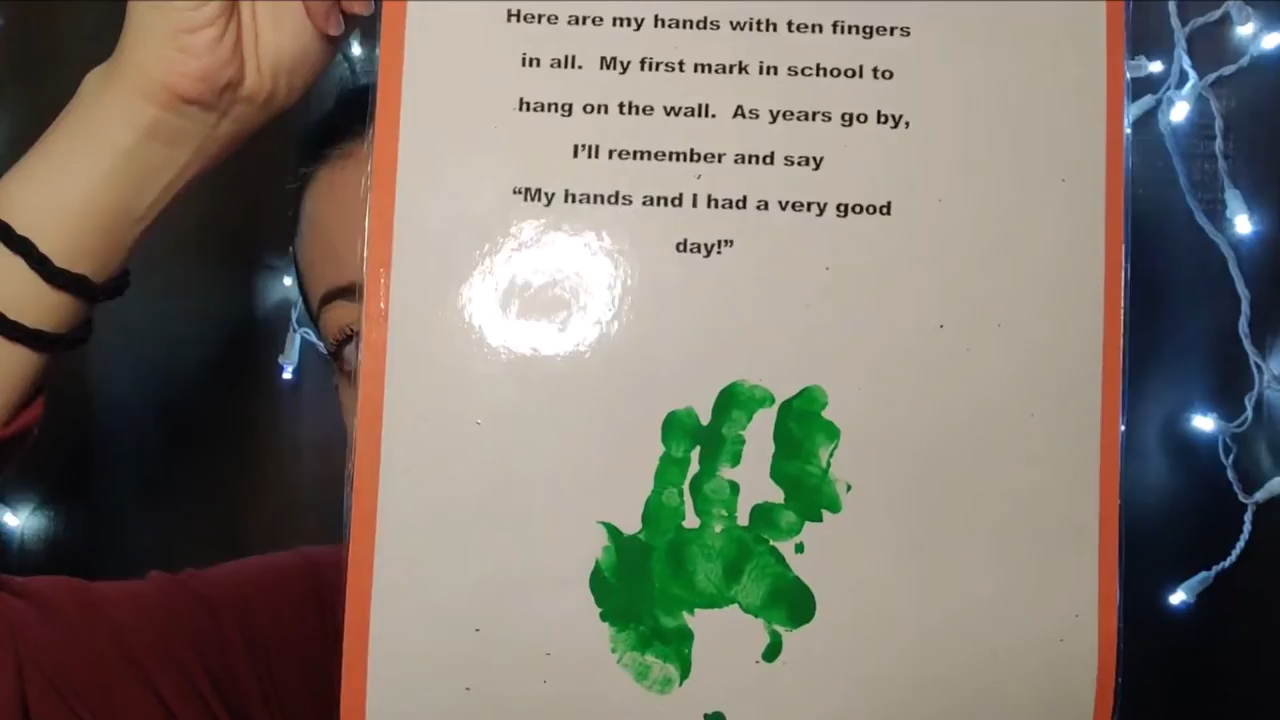 Here are my hands with ten fingers
in all.  My first mark in school to
hang on the wall.  As years go by,
I’ll remember and say
“My hands and I had a very good
day!”